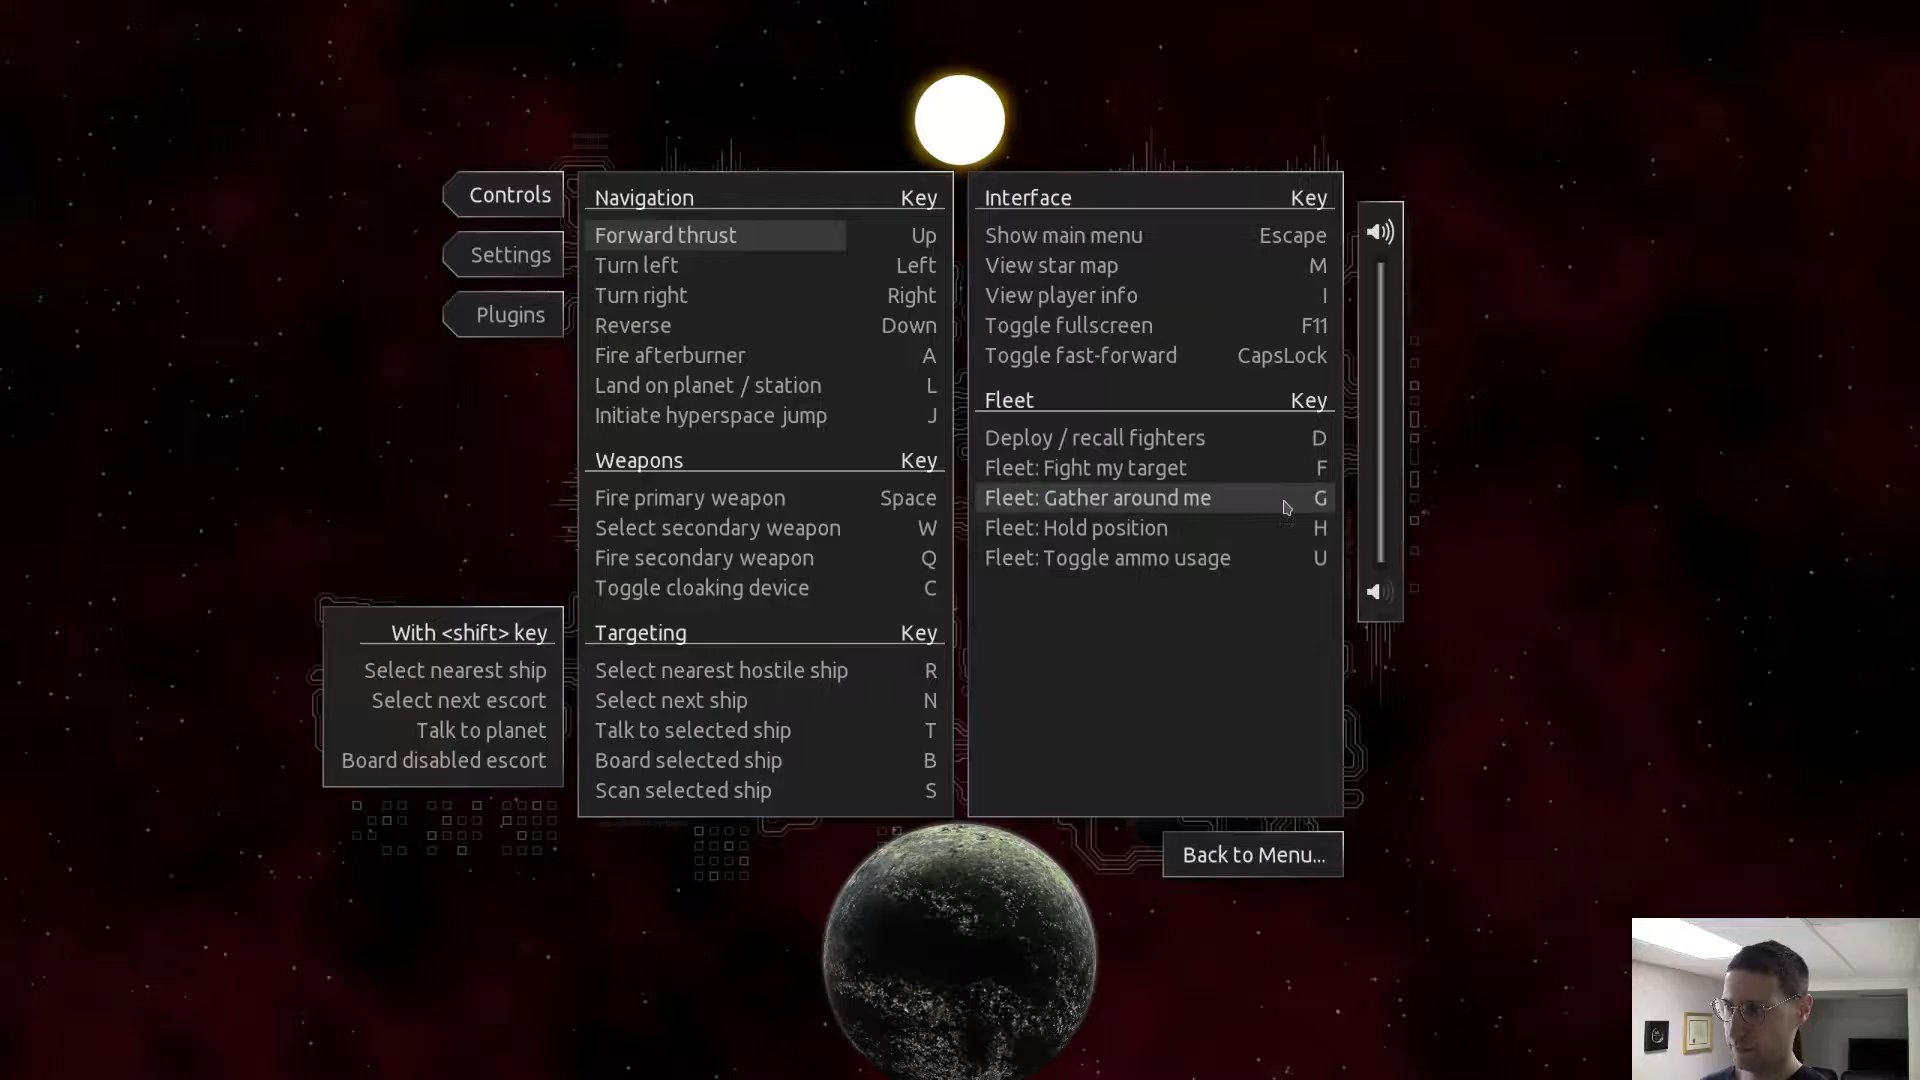 Controls
Settings
Plugins
Navigation Key
Forward thrust Up
Turn left Left
Turn right Right
Reverse Down
Fire afterburner A
Land on planet / station L
Initiate hyperspace jump J
Weapons Key
Fire primary weapon Space
Select secondary weapon W
Fire secondary weapon Q
Toggle cloaking device C
Targeting Key
Select nearest hostile ship R
Select next ship N
Talk to selected ship T
Board selected ship B
Scan selected ship S
Interface Key
Show main menu Escape
View star map M
View player info I
Toggle fullscreen F11
Toggle fast-forward CapsLock
Fleet Key
Deploy / recall fighters D
Fleet: Fight my target F
Fleet: Gather around me G
Fleet: Hold position H
Fleet: Toggle ammo usage U
With <shift> key
Select nearest ship
Select next escort
Talk to planet
Board disabled escort
Back to Menu...